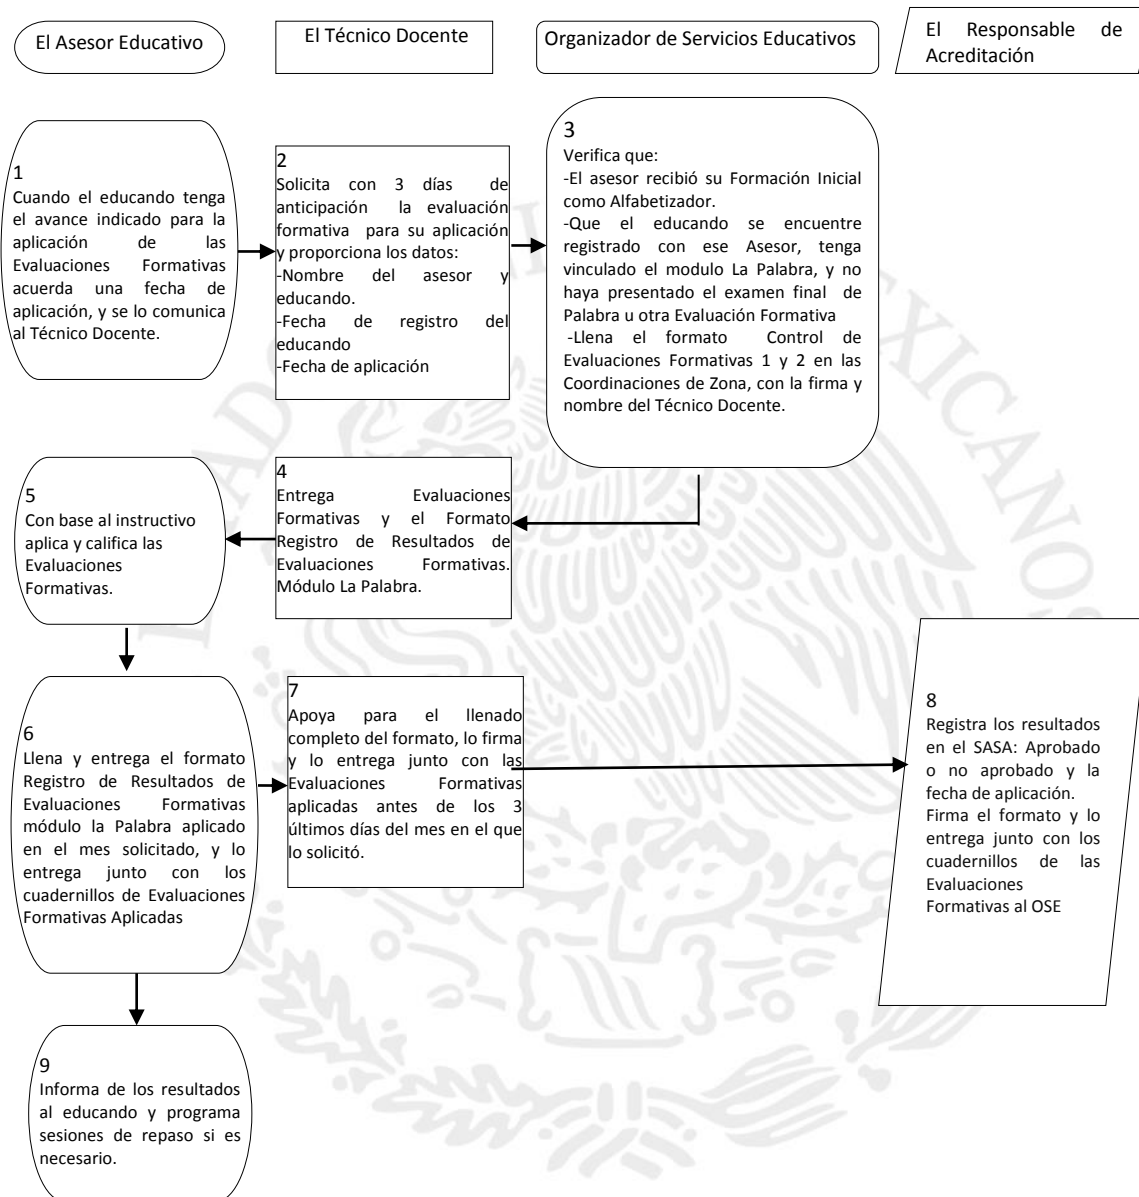 El Asesor Educativo
El Técnico Docente
Organizador de Servicios Educativos
El Responsable de
Acreditación
1
Cuando el educando tenga
el avance indicado para la
aplicación de las
Evaluaciones Formativas
acuerda una fecha de
aplicación, y se lo comunica
al Técnico Docente.
2
Solicita con 3 días de
anticipación la evaluación
formativa para su aplicación
y proporciona los datos:
-Nombre del asesor y
educando.
-Fecha de registro del
educando
-Fecha de aplicación
3
Verifica que:
-El asesor recibió su Formación Inicial
como Alfabetizador.
-Que el educando se encuentre
registrado con ese Asesor, tenga
vinculado el modulo La Palabra, y no
haya presentado el examen final de
Palabra u otra Evaluación Formativa
-Llena el formato Control de
Evaluaciones Formativas 1 y 2 en las
Coordinaciones de Zona, con la firma y
nombre del Técnico Docente.
4
Entrega Evaluaciones
Formativas y el Formato
Registro de Resultados de
Evaluaciones Formativas.
Módulo La Palabra.
5
Con base al instructivo
aplica y califica las
Evaluaciones
Formativas.
6
Llena y entrega el formato
Registro de Resultados de
Evaluaciones Formativas
módulo la Palabra aplicado
en el mes solicitado, y lo
entrega junto con los
cuadernillos de Evaluaciones
Formativas Aplicadas
7
Apoya para el llenado
completo del formato, lo firma
y lo entrega junto con las
Evaluaciones Formativas
aplicadas antes de los 3
últimos días del mes en el que
lo solicitó.
8
Registra los resultados
en el SASA: Aprobado
o no aprobado y la
fecha de aplicación.
Firma el formato y lo
entrega junto con los
cuadernillos de las
Evaluaciones
Formativas al OSE
9
Informa de los resultados
al educando y programa
sesiones de repaso si es
necesario.